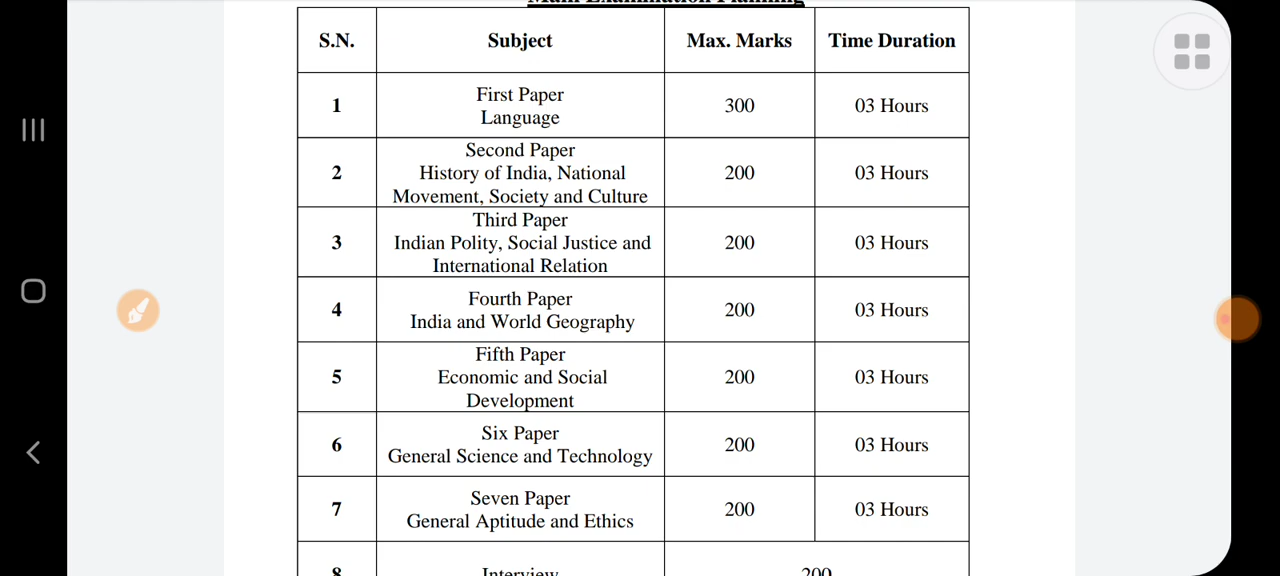 Main Examination Planning
S.N. Subject Max. Marks Time Duration
1 First Paper 300 03 Hours
Language
2 Second Paper 200 03 Hours
History of India, National
Movement, Society and Culture
3 Third Paper 200 03 Hours
Indian Polity, Social Justice and
International Relation
4 Fourth Paper 200 03 Hours
India and World Geography
5 Fifth Paper 200 03 Hours
Economic and Social
Development
6 Six Paper 200 03 Hours
General Science and Technology
7 Seven Paper 200 03 Hours
General Aptitude and Ethics
8 Interview 200